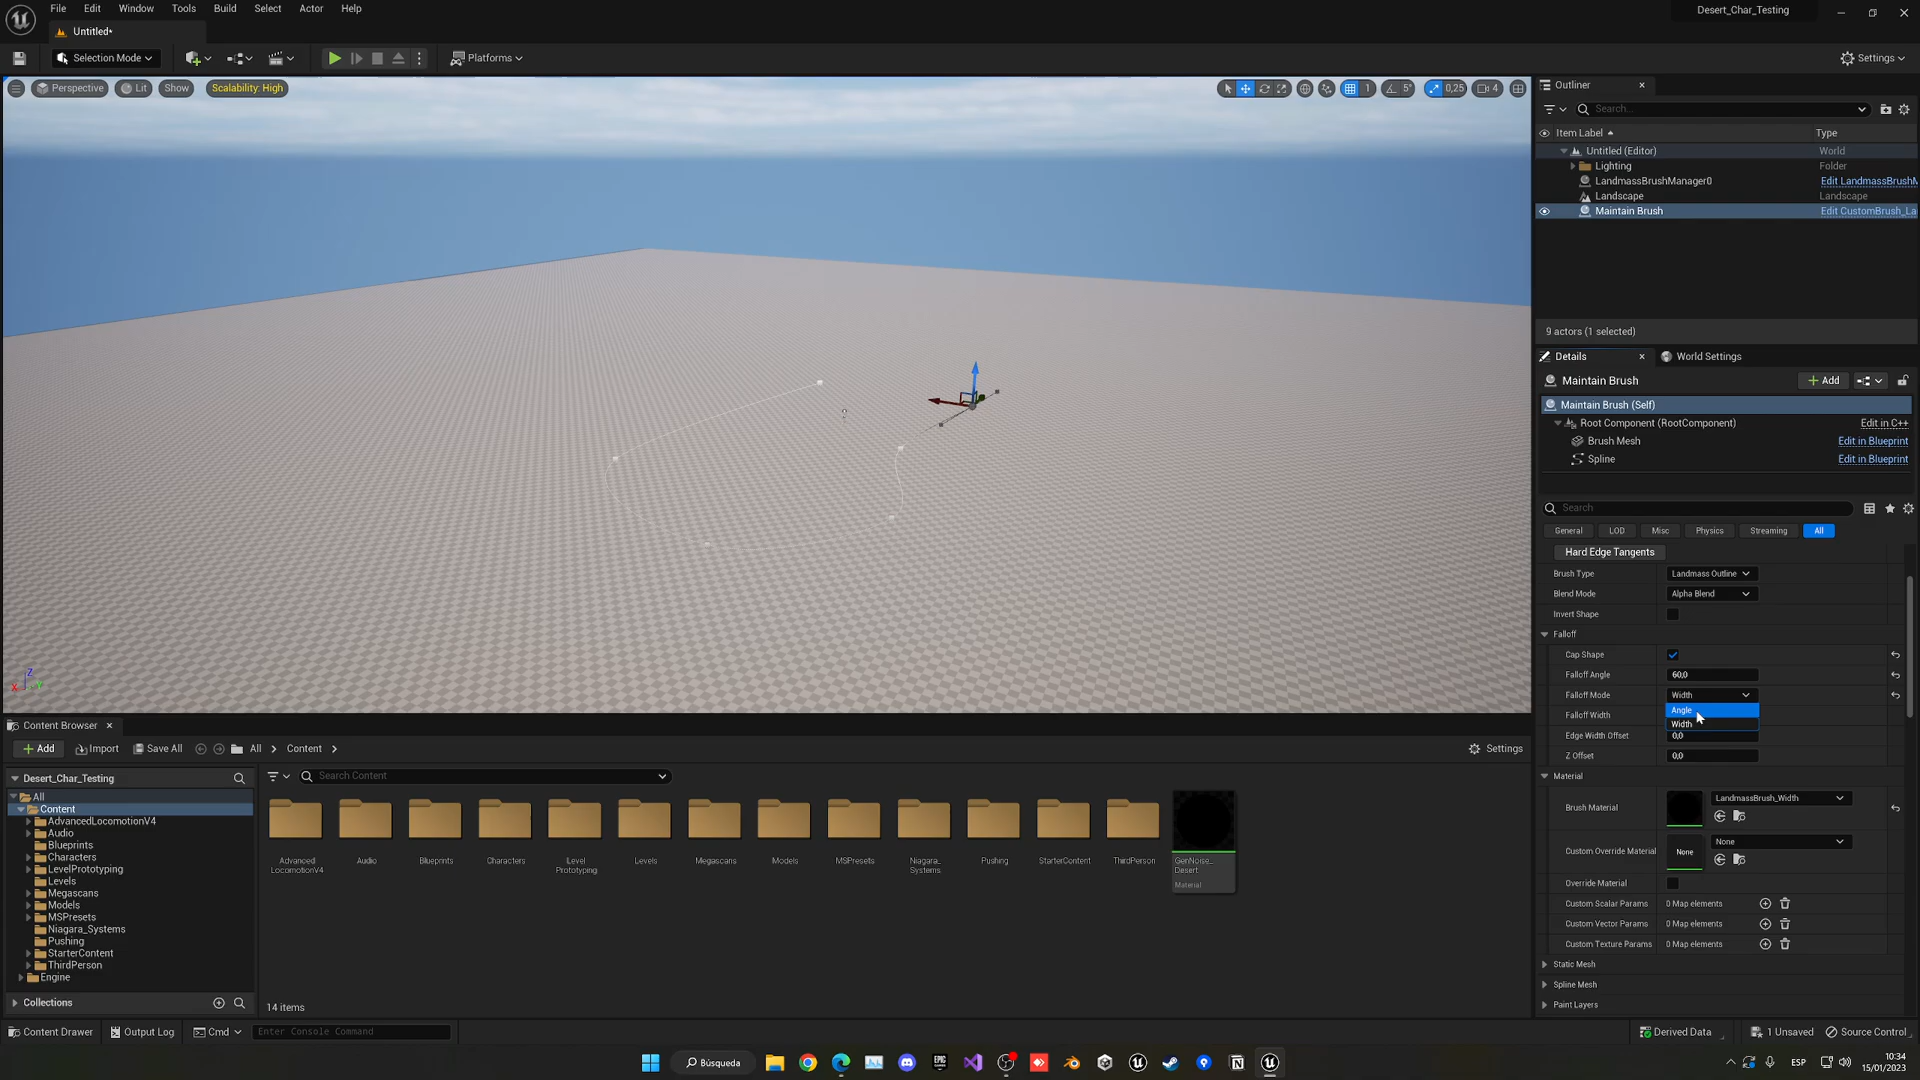 File Edit Window Tools Build Select Actor Help
Desert_Char_Testing
Untitled*
Selection Mode
Platforms
Settings
Perspective Lit Show Scalability: High
1 5° 0,25 4
Outliner
Search...
Item Label Type
Untitled (Editor) World
Lighting Folder
LandmassBrushManager0 Edit LandmassBrushM
Landscape Landscape
Maintain Brush Edit CustomBrush_La
9 actors (1 selected)
Details World Settings
Maintain Brush Add
Maintain Brush (Self)
Root Component (RootComponent) Edit in C++
Brush Mesh Edit in Blueprint
Spline Edit in Blueprint
Search
General LOD Misc Physics Streaming All
Hard Edge Tangents
Brush Type Landmass Outline
Blend Mode Alpha Blend
Invert Shape
Falloff
Cap Shape
Falloff Angle 60,0
Falloff Mode Width
Angle
Falloff Width
Width
Edge Width Offset 0,0
Z Offset 0,0
Material
Brush Material LandmassBrush_Width
Custom Override Material None None
Override Material
Custom Scalar Params 0 Map elements
Custom Vector Params 0 Map elements
Custom Texture Params 0 Map elements
Static Mesh
Spline Mesh
Paint Layers
Z
X Y
Content Browser
Add Import Save All All Content Settings
Desert_Char_Testing
Search Content
All
Content
AdvancedLocomotionV4
Audio
Blueprints
Characters
LevelPrototyping
Levels
Megascans
Models
MSPresets
Niagara_Systems
Pushing
StarterContent
ThirdPerson
Engine
Collections
Advanced LocomotionV4
Audio
Blueprints
Characters
Level Prototyping
Levels
Megascans
Models
MSPresets
Niagara_ Systems
Pushing
StarterContent
ThirdPerson
GenNoise_ Desert
Material
14 items
Content Drawer Output Log Cmd Enter Console Command
Derived Data 1 Unsaved Source Control
Búsqueda
EPIC
ESP
10:34
15/01/2023